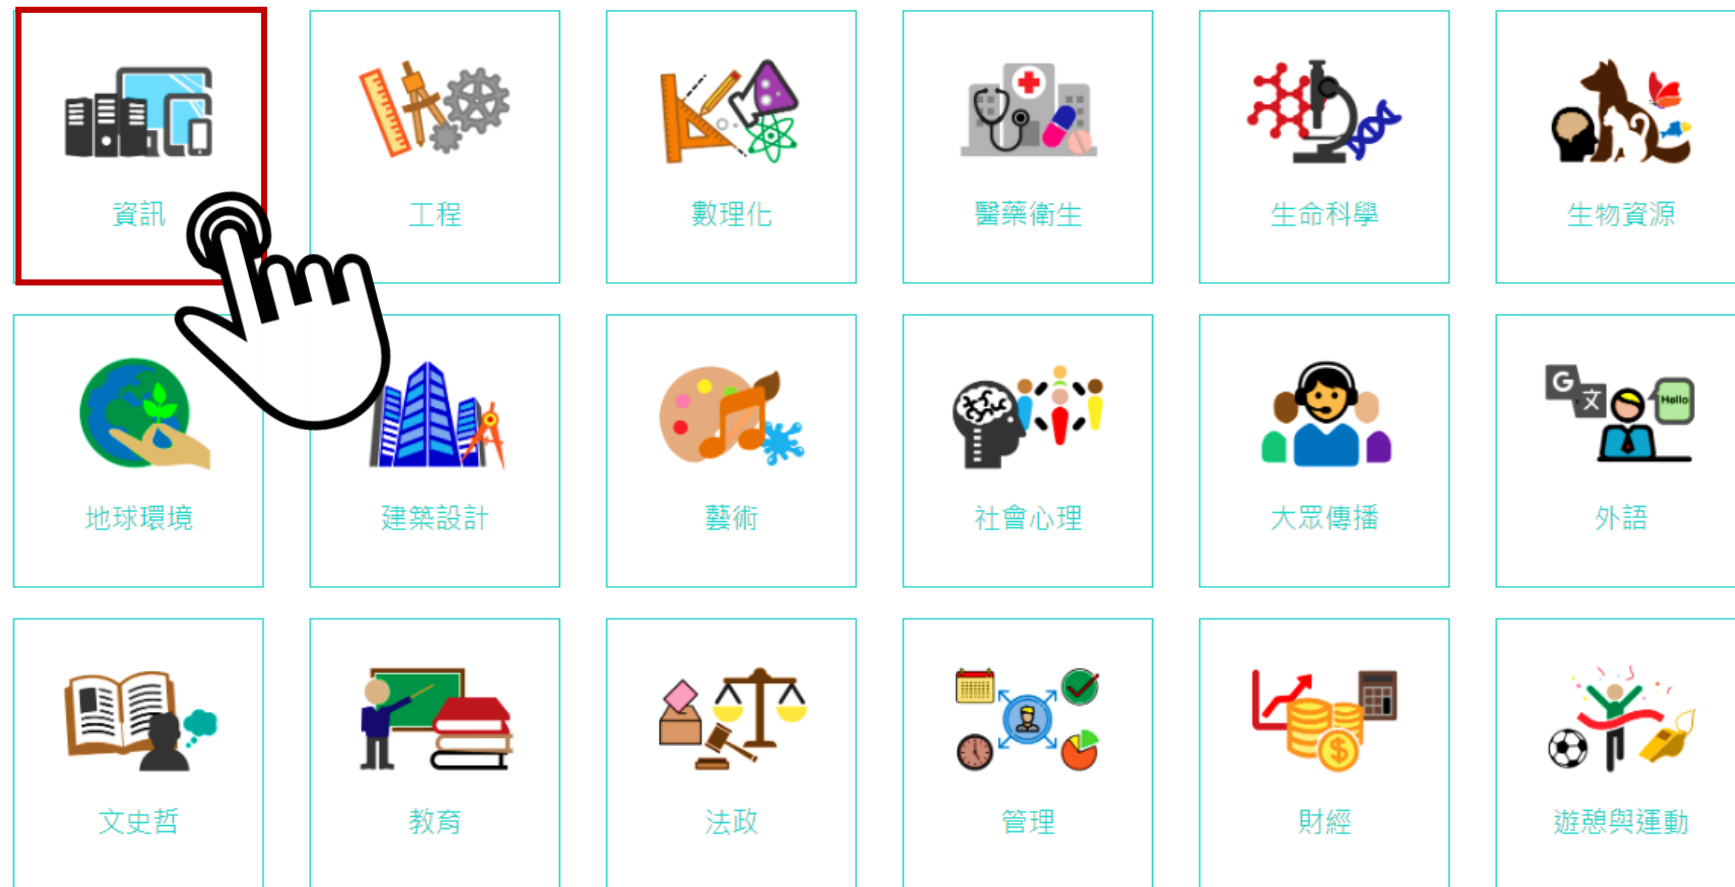 資訊
工程
數理化
醫藥衛生
生命科學
生物資源
G
文
Hello
地球環境
建築設計
藝術
社會心理
大眾傳播
外語
文史哲
教育
法政
管理
財經
遊憩與運動